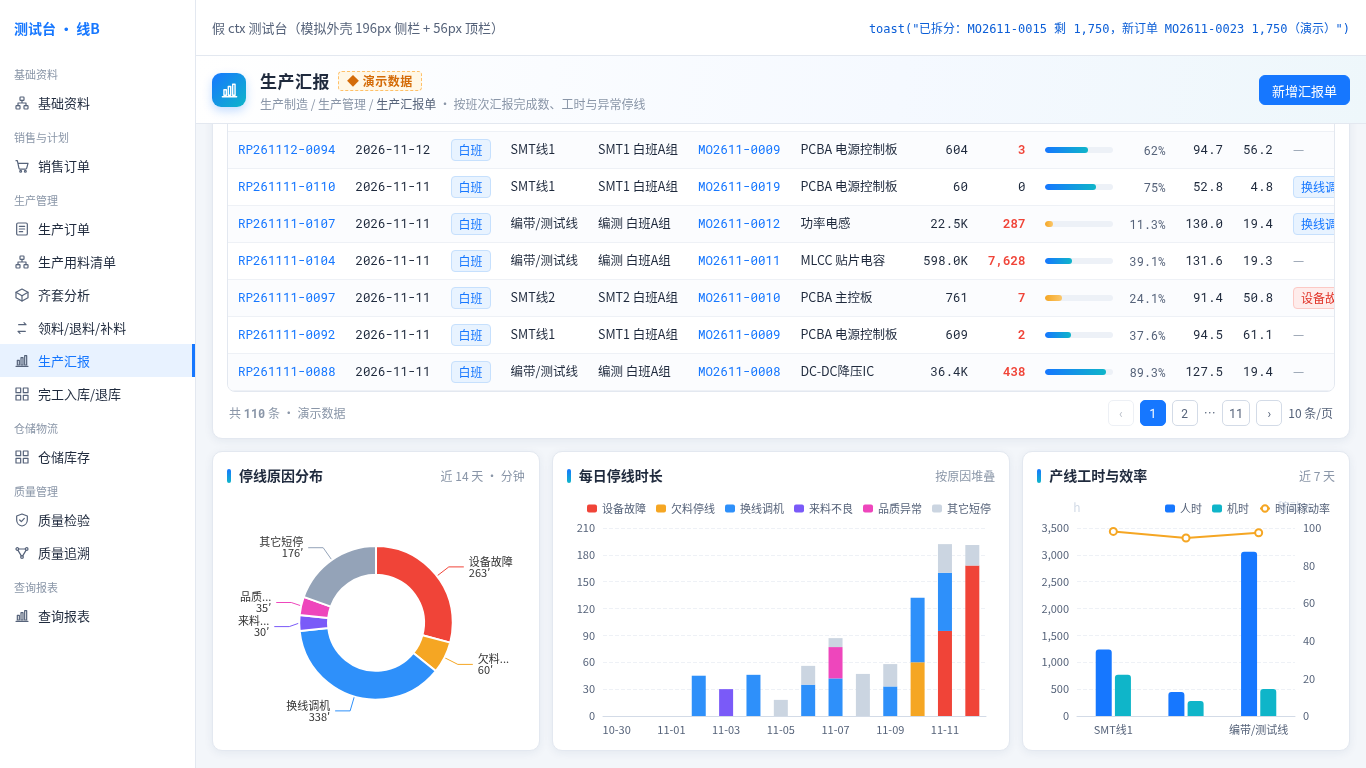 测试台 · 线B
基础资料
基础资料
销售与计划
销售订单
生产管理
生产订单
生产用料清单
齐套分析
领料/退料/补料
生产汇报
完工入库/退库
仓储物流
仓储库存
质量管理
质量检验
质量追溯
查询报表
查询报表
假 ctx 测试台（模拟外壳 196px 侧栏 + 56px 顶栏）
toast("已拆分：MO2611-0015 剩 1,750，新订单 MO2611-0023 1,750（演示）")
生产汇报 ◆ 演示数据
生产制造 / 生产管理 / 生产汇报单 · 按班次汇报完成数、工时与异常停线
新增汇报单
RP261112-0094 2026-11-12 白班 SMT线1 SMT1 白班A组 MO2611-0009 PCBA 电源控制板 604 3 62% 94.7 56.2 —
RP261111-0110 2026-11-11 白班 SMT线1 SMT1 白班A组 MO2611-0019 PCBA 电源控制板 60 0 75% 52.8 4.8 换线调
RP261111-0107 2026-11-11 白班 编带/测试线 编测 白班A组 MO2611-0012 功率电感 22.5K 287 11.3% 130.0 19.4 换线调
RP261111-0104 2026-11-11 白班 编带/测试线 编测 白班A组 MO2611-0011 MLCC 贴片电容 598.0K 7,628 39.1% 131.6 19.3 —
RP261111-0097 2026-11-11 白班 SMT线2 SMT2 白班A组 MO2611-0010 PCBA 主控板 761 7 24.1% 91.4 50.8 设备故
RP261111-0092 2026-11-11 白班 SMT线1 SMT1 白班A组 MO2611-0009 PCBA 电源控制板 609 2 37.6% 94.5 61.1 —
RP261111-0088 2026-11-11 白班 编带/测试线 编测 白班A组 MO2611-0008 DC-DC降压IC 36.4K 438 89.3% 127.5 19.4 —
共 110 条 · 演示数据
‹ 1 2 ··· 11 › 10 条/页
停线原因分布 近 14 天 · 分钟
其它短停
176′
设备故障
263′
品质...
35′
来料...
30′
欠料...
60′
换线调机
338′
每日停线时长 按原因堆叠
设备故障 欠料停线 换线调机 来料不良 品质异常 其它短停
210
180
150
120
90
60
30
0
10-30 11-01 11-03 11-05 11-07 11-09 11-11
产线工时与效率 近 7 天
h 人时 机时 时间稼动率
3,500 100
3,000
2,500 80
2,000 60
1,500 40
1,000
500 20
0 0
SMT线1 编带/测试线